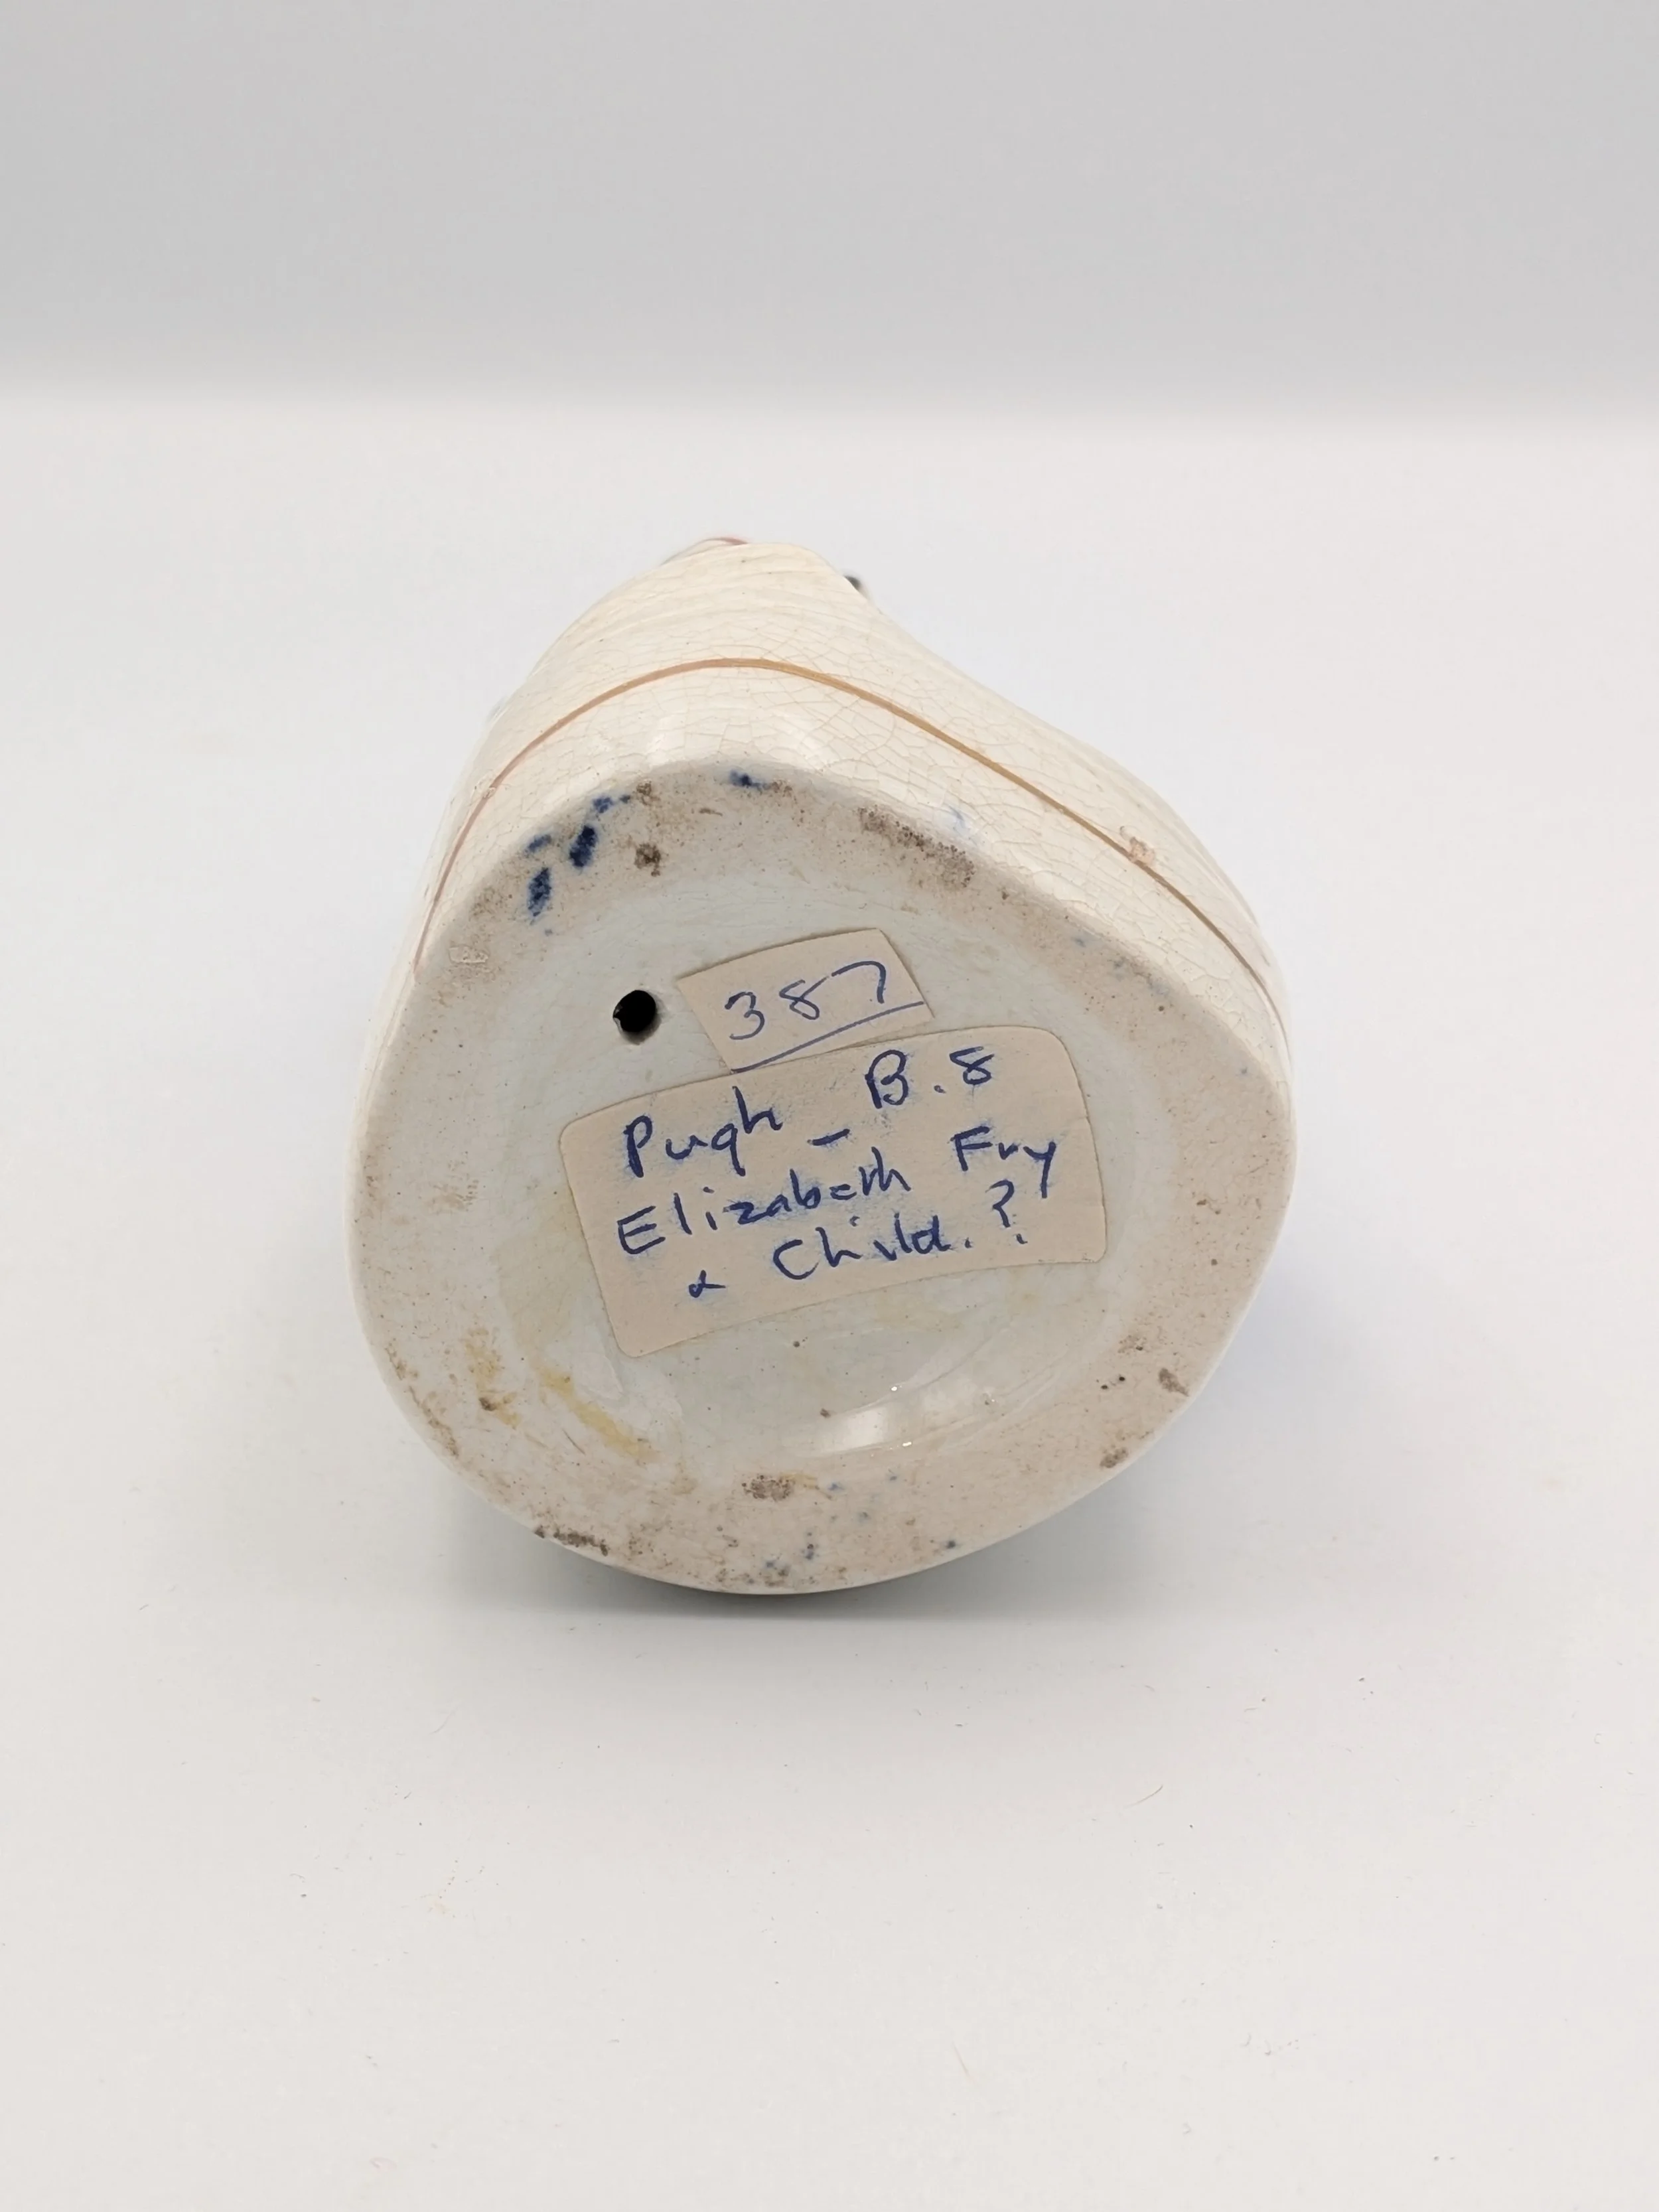 387
Pugh - B.8
Elizabeth Fry
& Child.?